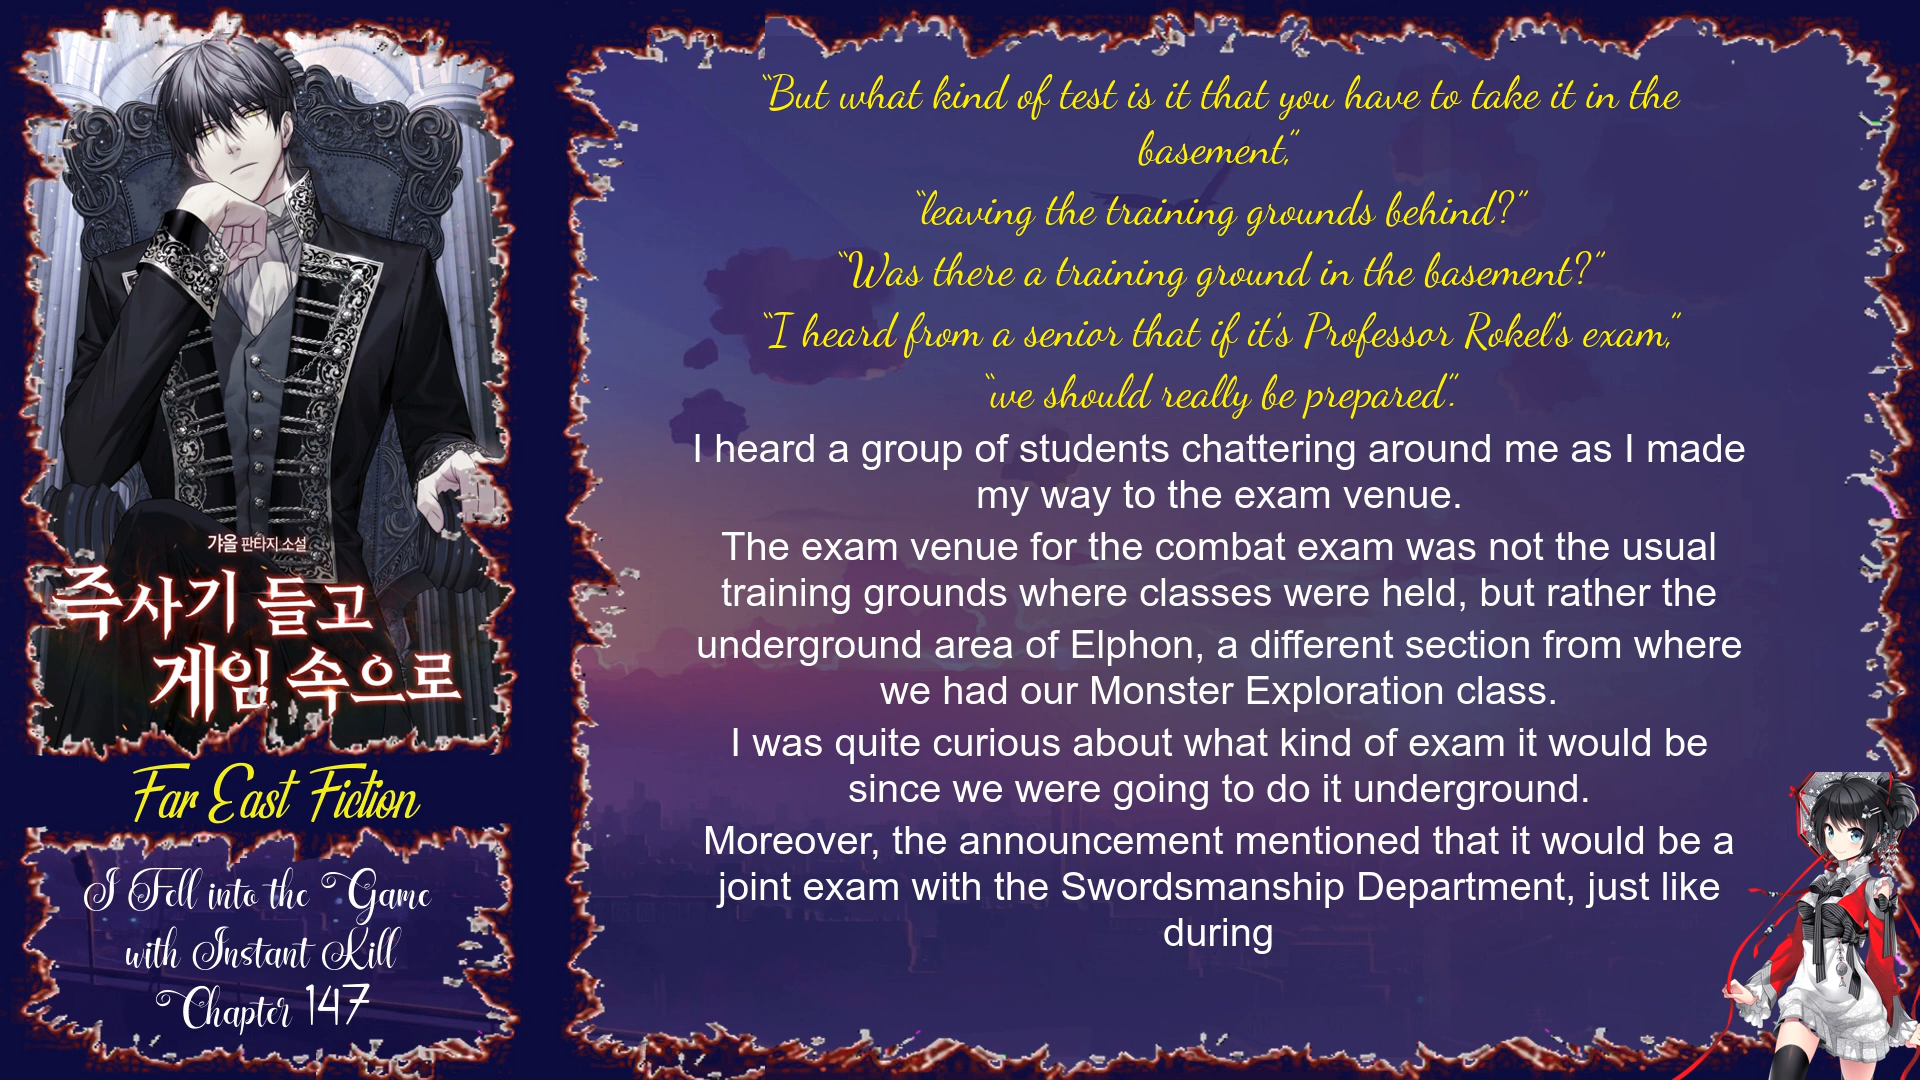 걀올 판타지 소설
즉사기 들고
게임 속으로
Far East Fiction
I Fell into the Game
with Instant Kill
Chapter 147
“But what kind of test is it that you have to take it in the
basement,”
“leaving the training grounds behind?”
“Was there a training ground in the basement?”
“I heard from a senior that if it's Professor Rokel's exam,”
“we should really be prepared”.
I heard a group of students chattering around me as I made
my way to the exam venue.
The exam venue for the combat exam was not the usual
training grounds where classes were held, but rather the
underground area of Elphon, a different section from where
we had our Monster Exploration class.
I was quite curious about what kind of exam it would be
since we were going to do it underground.
Moreover, the announcement mentioned that it would be a
joint exam with the Swordsmanship Department, just like
during